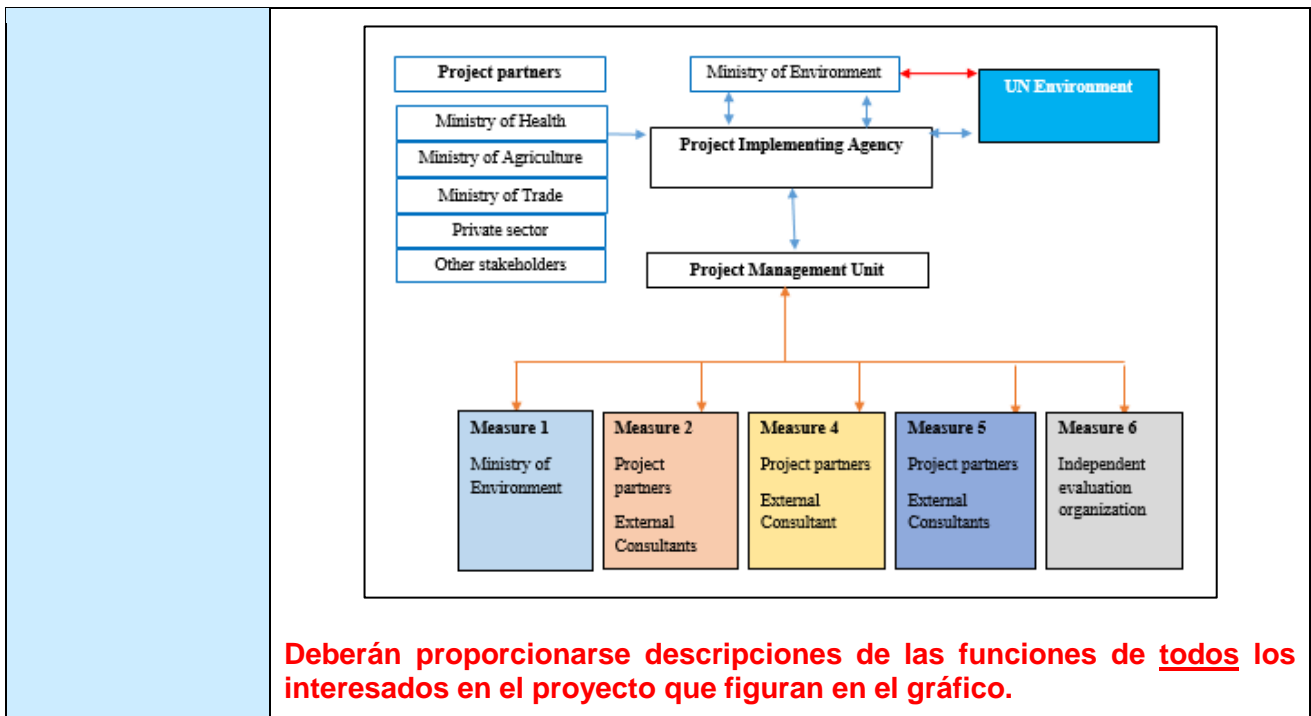 Project partners
Ministry of Health
Ministry of Agriculture
Ministry of Trade
Private sector
Other stakeholders
Ministry of Environment
UN Environment
Project Implementing Agency
Project Management Unit
Measure 1
Ministry of
Environment
Measure 2
Project
partners
External
Consultants
Measure 4
Project partners
External
Consultant
Measure 5
Project partners
External
Consultants
Measure 6
Independent
evaluation
organization
Deberán proporcionarse descripciones de las funciones de todos los
interesados en el proyecto que figuran en el gráfico.